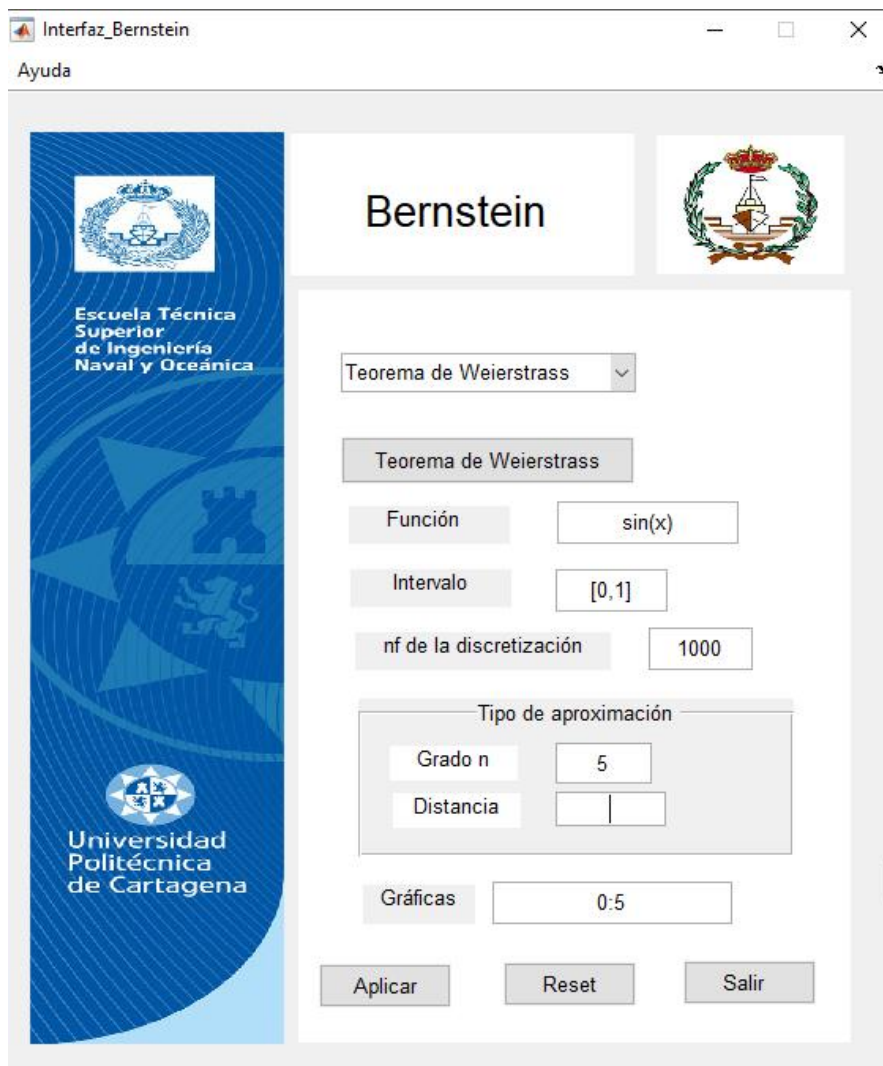 Interfaz_Bernstein
Ayuda
Bernstein
Escuela Técnica
Superior
de Ingeniería
Naval y Oceánica
Teorema de Weierstrass
Teorema de Weierstrass
Función
sin(x)
Intervalo
[0,1]
nf de la discretización
1000
Tipo de aproximación
Grado n
5
Distancia
Gráficas
0:5
Universidad
Politécnica
de Cartagena
Aplicar
Reset
Salir